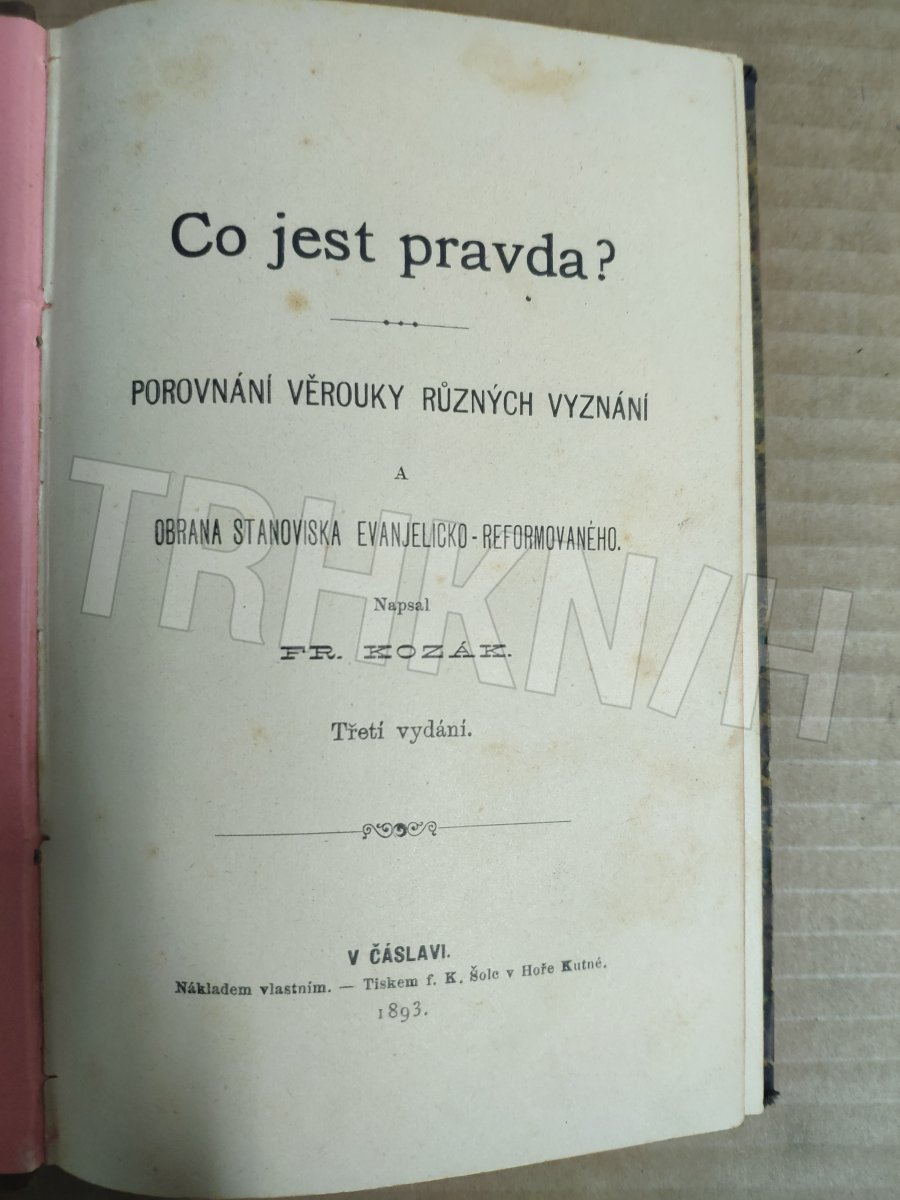 Co jest pravda?
POROVNÁNÍ VĚROUKY RŮZNÝCH VYZNÁNÍ
A
OBRANA STANOVISKA EVANJELICKO-REFORMOVANÉHO.
Napsal
FR. KOZÁK.
Třetí vydání.
V ČÁSLAVI.
Nákladem vlastním. — Tiskem f. K. Šolc v Hoře Kutné.
1893.
TRHKNIH